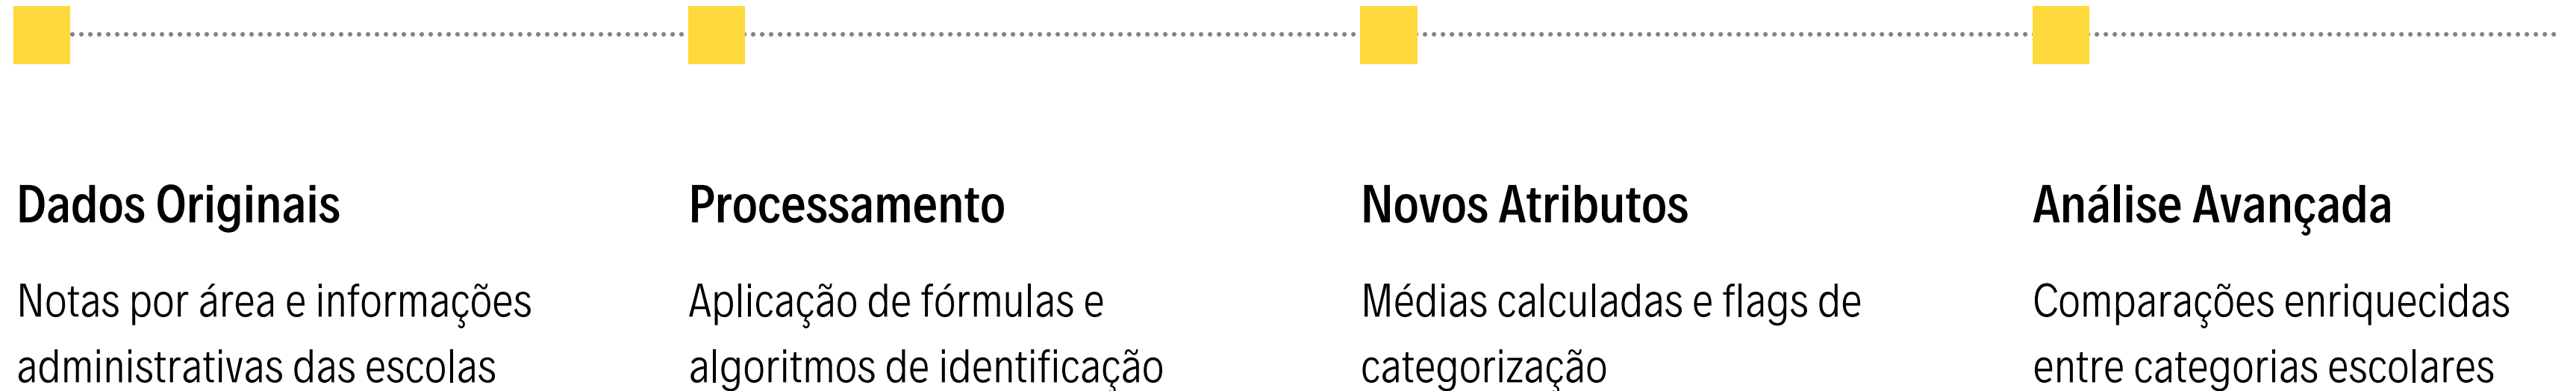 Dados Originais
Notas por área e informações
administrativas das escolas
Processamento
Aplicação de fórmulas e
algoritmos de identificação
Novos Atributos
Médias calculadas e flags de
categorização
Análise Avançada
Comparações enriquecidas
entre categorias escolares